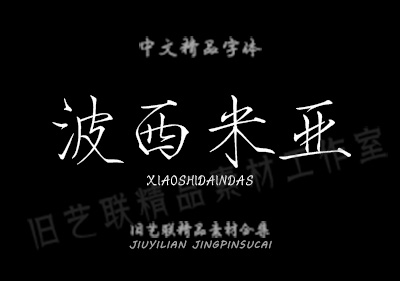 中文精品字体
波西米亚
XIAOSHIDAINDAS
旧艺联精品素材工作室
旧艺联精品素材合集
JIUYILIAN JINGPINSUCAI